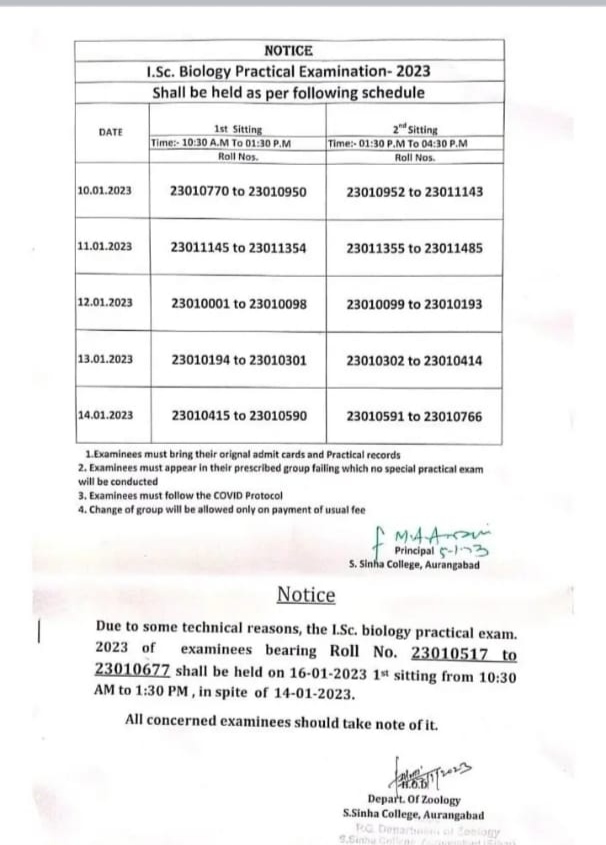 NOTICE
I.Sc. Biology Practical Examination- 2023
Shall be held as per following schedule
DATE
1st Sitting
2nd Sitting
Time:- 10:30 A.M To 01:30 P.M
Time:- 01:30 P.M To 04:30 P.M
Roll Nos.
Roll Nos.
10.01.2023 23010770 to 23010950 23010952 to 23011143
11.01.2023 23011145 to 23011354 23011355 to 23011485
12.01.2023 23010001 to 23010098 23010099 to 23010193
13.01.2023 23010194 to 23010301 23010302 to 23010414
14.01.2023 23010415 to 23010590 23010591 to 23010766
1.Examinees must bring their orignal admit cards and Practical records
2. Examinees must appear in their prescribed group failing which no special practical exam
will be conducted
3. Examinees must follow the COVID Protocol
4. Change of group will be allowed only on payment of usual fee
Principal
S. Sinha College, Aurangabad
Notice
Due to some technical reasons, the I.Sc. biology practical exam.
2023 of examinees bearing Roll No. 23010517 to
23010677 shall be held on 16-01-2023 1st sitting from 10:30
AM to 1:30 PM , in spite of 14-01-2023.
All concerned examinees should take note of it.
H.O.D
Depart. Of Zoology
S.Sinha College, Aurangabad
P.G. Department of Zoology
S.Sinha College